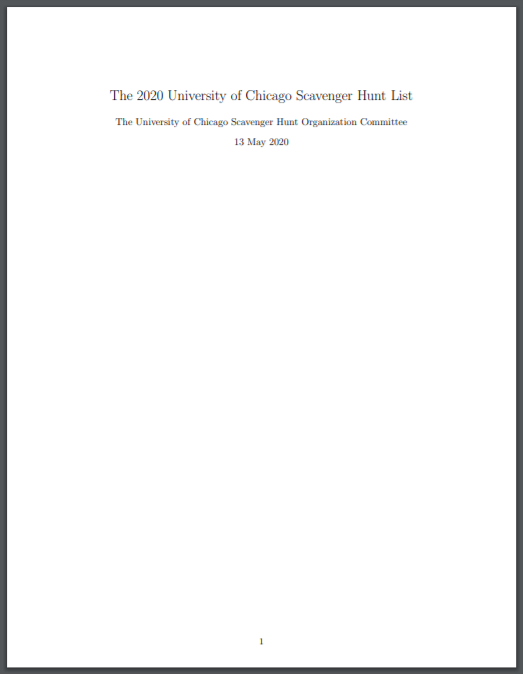 The 2020 University of Chicago Scavenger Hunt List
The University of Chicago Scavenger Hunt Organization Committee
13 May 2020
1